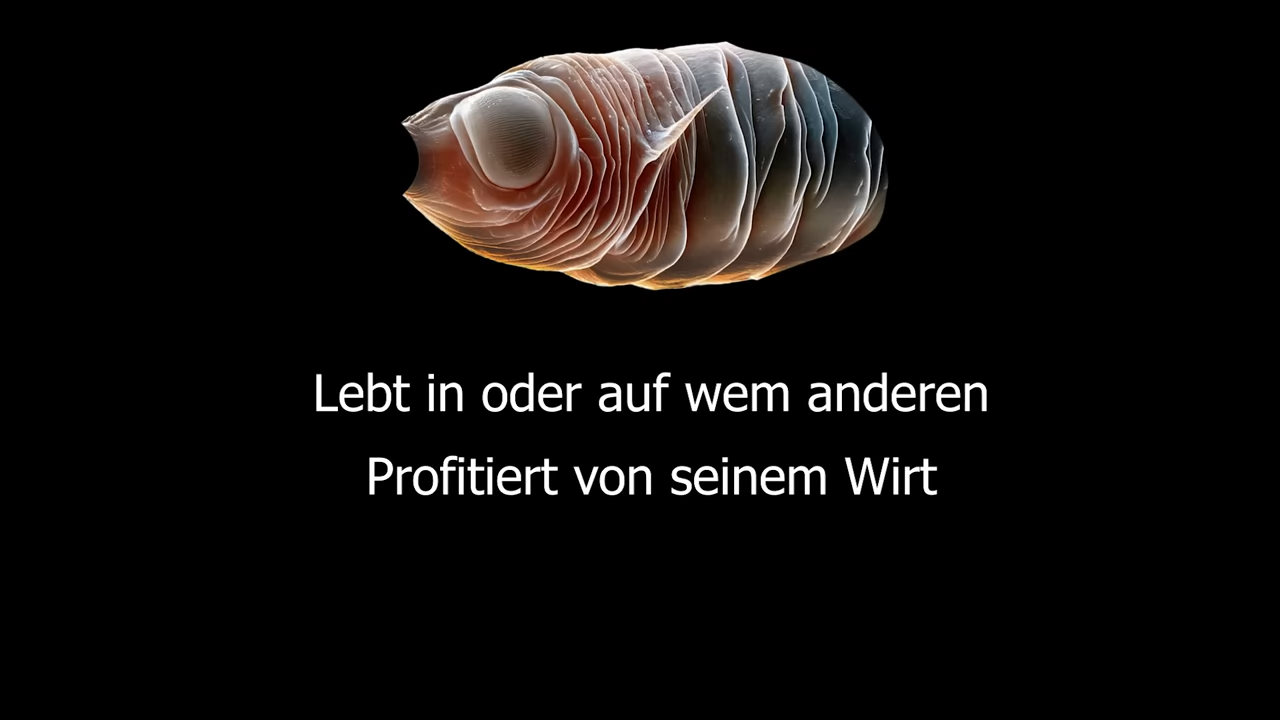 Lebt in oder auf wem anderen
Profitiert von seinem Wirt